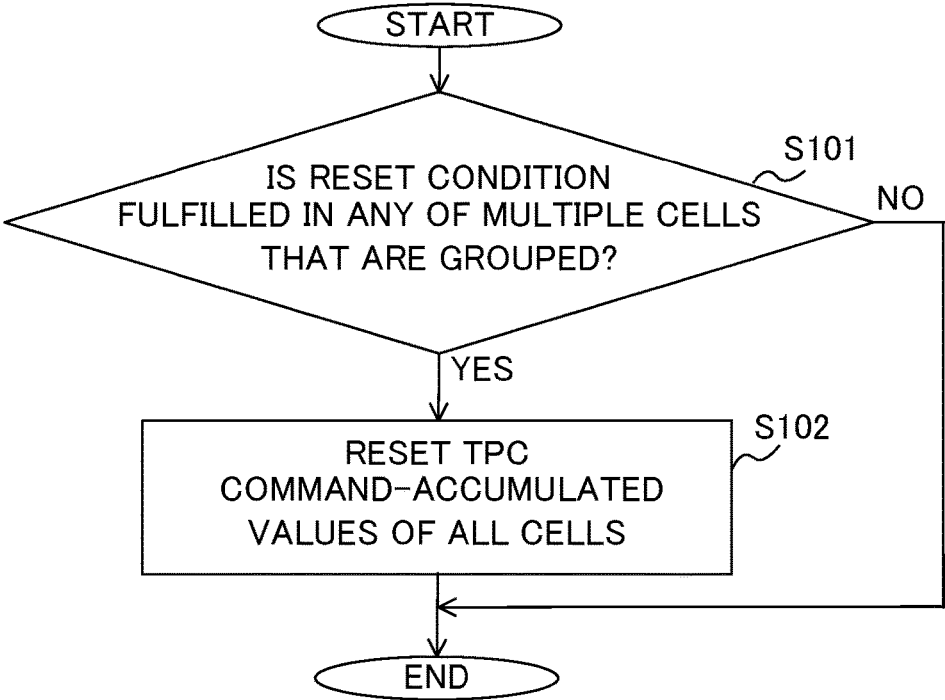 START
S101
IS RESET CONDITION
FULFILLED IN ANY OF MULTIPLE CELLS
THAT ARE GROUPED?
NO
YES
S102
RESET TPC
COMMAND-ACCUMULATED
VALUES OF ALL CELLS
END